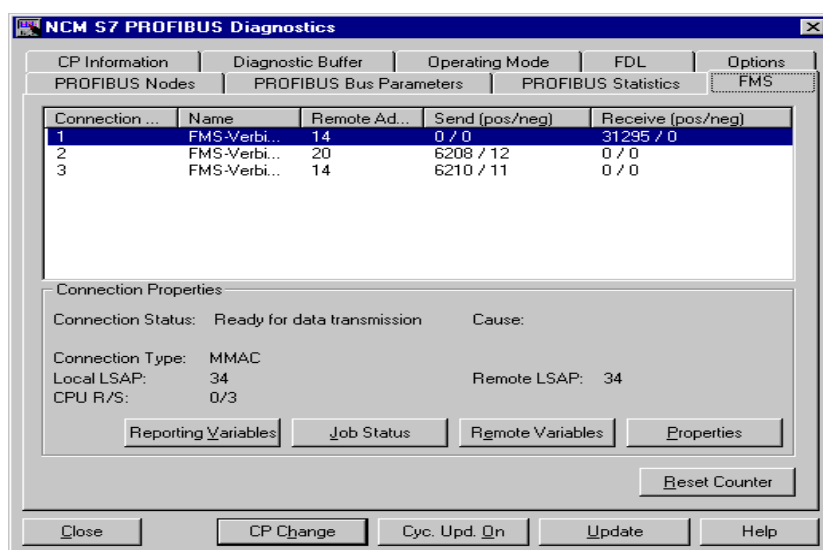 NCM S7 PROFIBUS Diagnostics
CP Information Diagnostic Buffer Operating Mode FDL Options
PROFIBUS Nodes PROFIBUS Bus Parameters PROFIBUS Statistics FMS
Connection ... Name Remote Ad... Send (pos/neg) Receive (pos/neg)
1 FMS-Verbi... 14 0 / 0 31295 / 0
2 FMS-Verbi... 20 6208 / 12 0 / 0
3 FMS-Verbi... 14 6210 / 11 0 / 0
Connection Properties
Connection Status: Ready for data transmission Cause:
Connection Type: MMAC
Local LSAP: 34 Remote LSAP: 34
CPU R/S: 0/3
Reporting Variables Job Status Remote Variables Properties
Reset Counter
Close CP Change Cyc. Upd. On Update Help